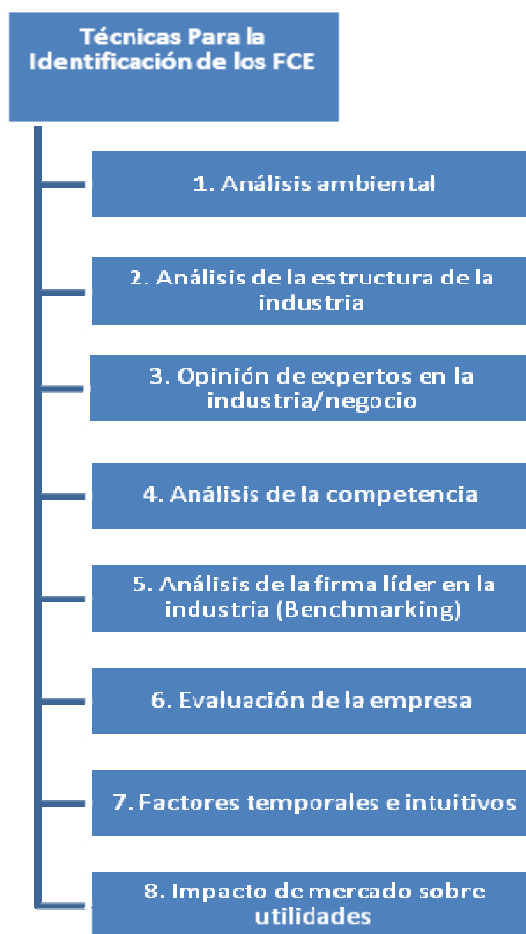 Técnicas Para la
Identificación de los FCE
1. Análisis ambiental
2. Análisis de la estructura de la
industria
3. Opinión de expertos en la
industria/negocio
4. Análisis de la competencia
5. Análisis de la firma líder en la
industria (Benchmarking)
6. Evaluación de la empresa
7. Factores temporales e intuitivos
8. Impacto de mercado sobre
utilidades